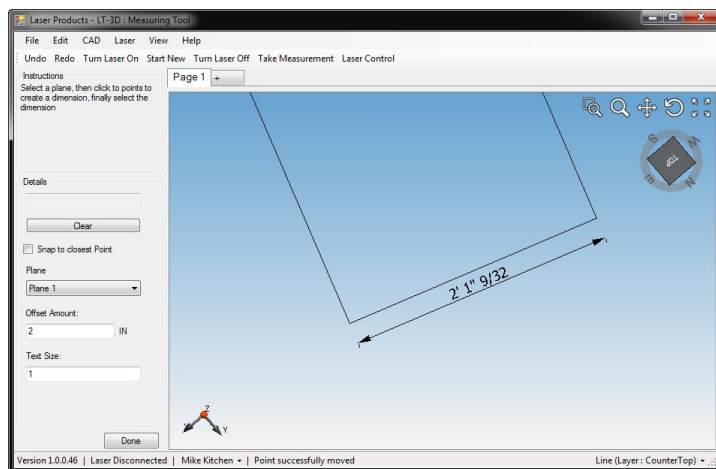 Laser Products - LT-3D : Measuring Tool
File Edit CAD Laser View Help
Undo Redo Turn Laser On Start New Turn Laser Off Take Measurement Laser Control
Instructions
Select a plane, then click to points to
create a dimension, finally select the
dimension
Page 1 +
S W
TOP
E N
Details
Clear
Snap to closest Point
Plane
Plane 1
Offset Amount:
2 IN
Text Size:
1
2' 1" 9/32
Z
Y
Done
Version 1.0.0.46 | Laser Disconnected | Mike Kitchen | Point successfully moved Line (Layer : CounterTop)